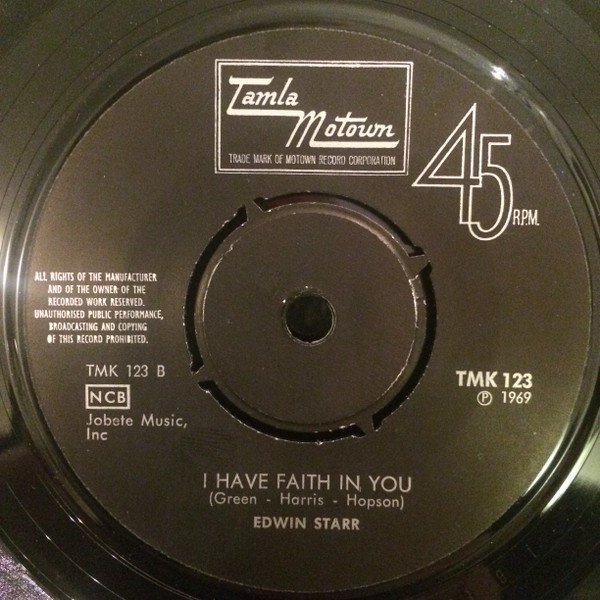 Tamla
Motown
TRADE MARK OF MOTOWN RECORD CORPORATION
45
R.P.M.
ALL RIGHTS OF THE MANUFACTURER
AND OF THE OWNER OF THE
RECORDED WORK RESERVED.
UNAUTHORISED PUBLIC PERFORMANCE,
BROADCASTING AND COPYING
OF THIS RECORD PROHIBITED.
TMK 123 B
NCB
Jobete Music,
Inc
TMK 123
℗ 1969
I HAVE FAITH IN YOU
(Green - Harris - Hopson)
EDWIN STARR